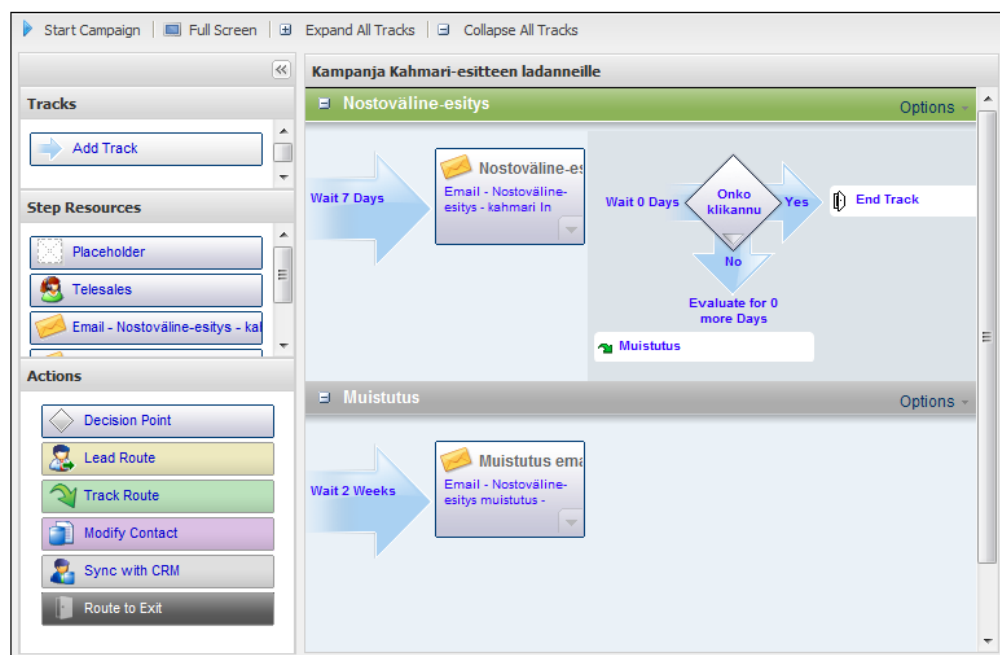 Start Campaign
Full Screen
Expand All Tracks
Collapse All Tracks
Tracks
Add Track
Step Resources
Placeholder
Telesales
Email - Nostoväline-esitys - kal
Actions
Decision Point
Lead Route
Track Route
Modify Contact
Sync with CRM
Route to Exit
Kampanja Kahmari-esitteen ladanneille
Nostoväline-esitys
Options
Wait 7 Days
Nostoväline-es
Email - Nostoväline-
esitys - kahmari In
Wait 0 Days
Onko
klikannu
Yes
End Track
No
Evaluate for 0
more Days
Muistutus
Muistutus
Options
Wait 2 Weeks
Muistutus ema
Email - Nostoväline-
esitys muistutus -